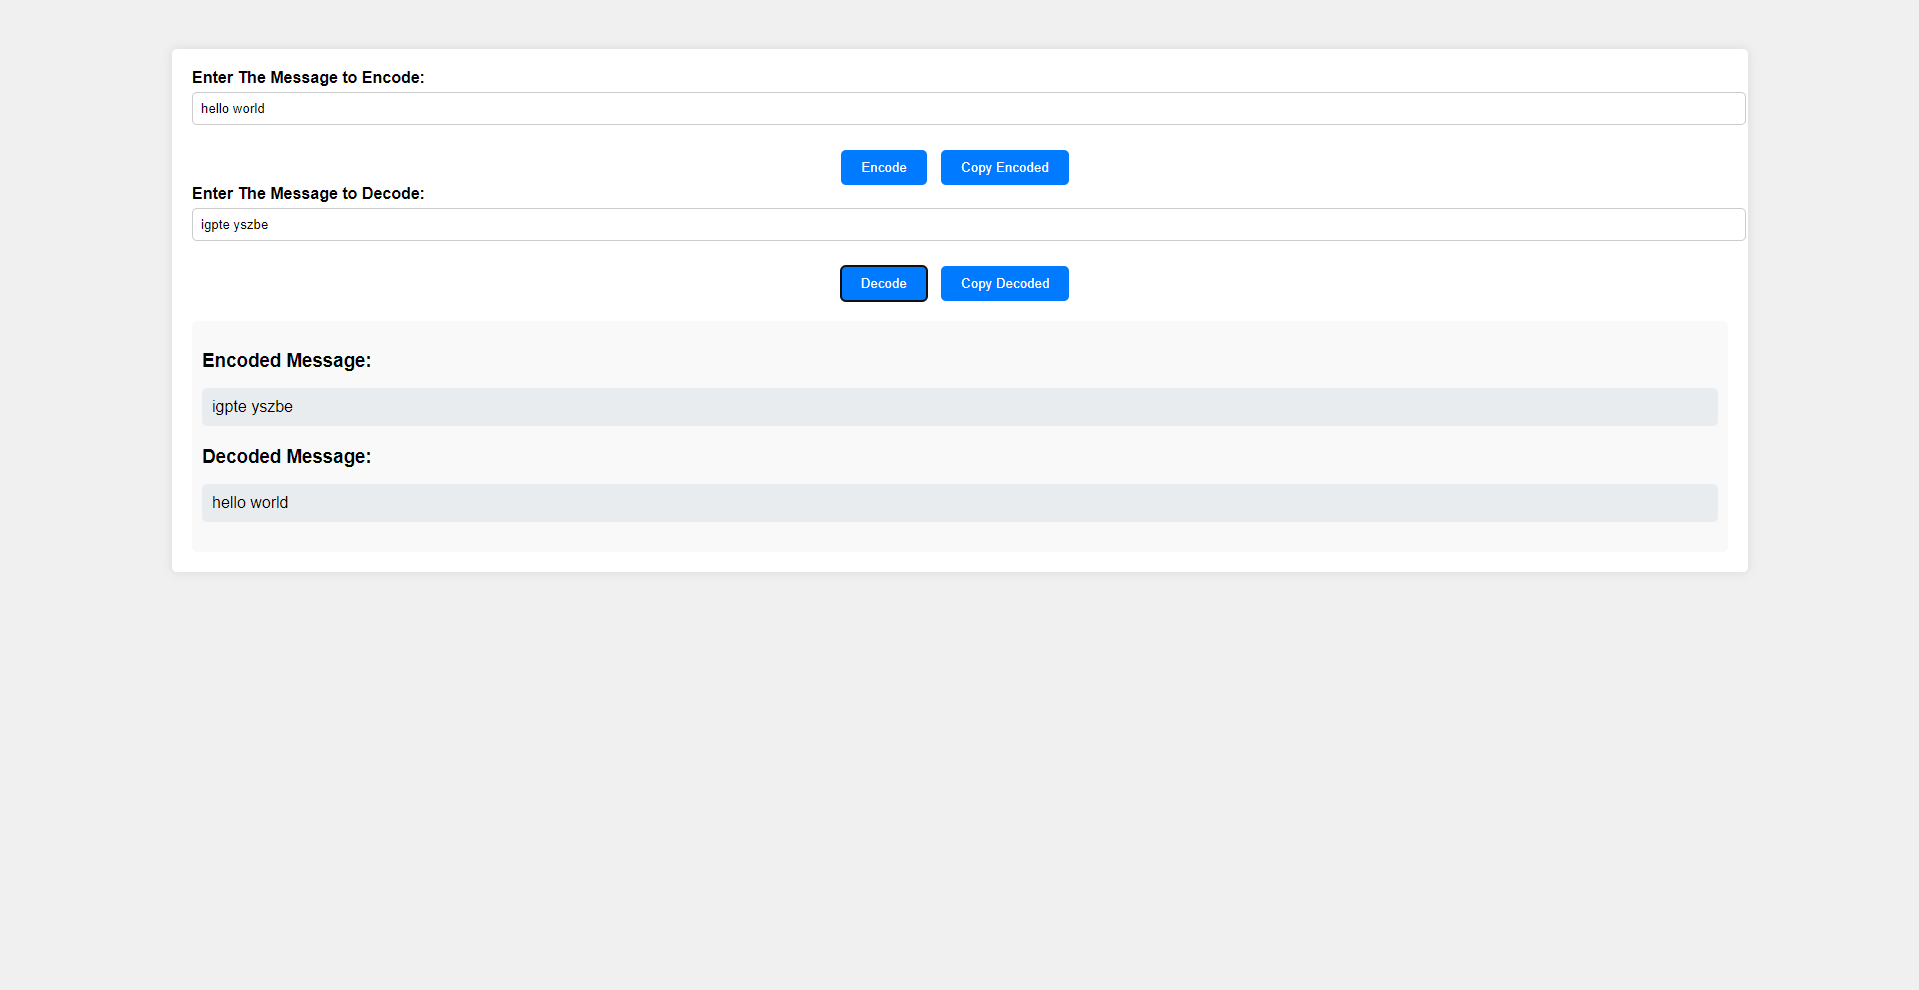 Enter The Message to Encode:
hello world
Encode Copy Encoded
Enter The Message to Decode:
igpte yszbe
Decode Copy Decoded
Encoded Message:
igpte yszbe
Decoded Message:
hello world